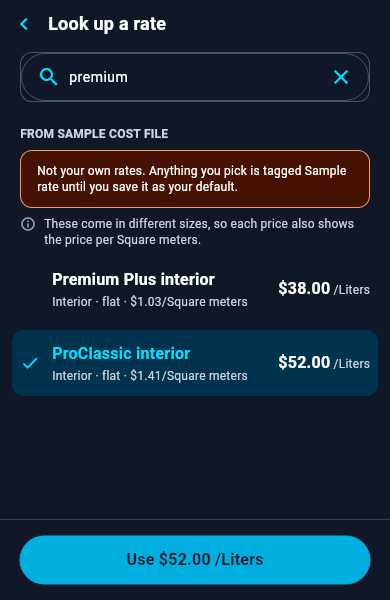 Look up a rate
premium
FROM SAMPLE COST FILE
Not your own rates. Anything you pick is tagged Sample
rate until you save it as your default.
These come in different sizes, so each price also shows
the price per Square meters.
Premium Plus interior
Interior · flat · $1.03/Square meters
$38.00 /Liters
ProClassic interior
Interior · flat · $1.41/Square meters
$52.00 /Liters
Use $52.00 /Liters